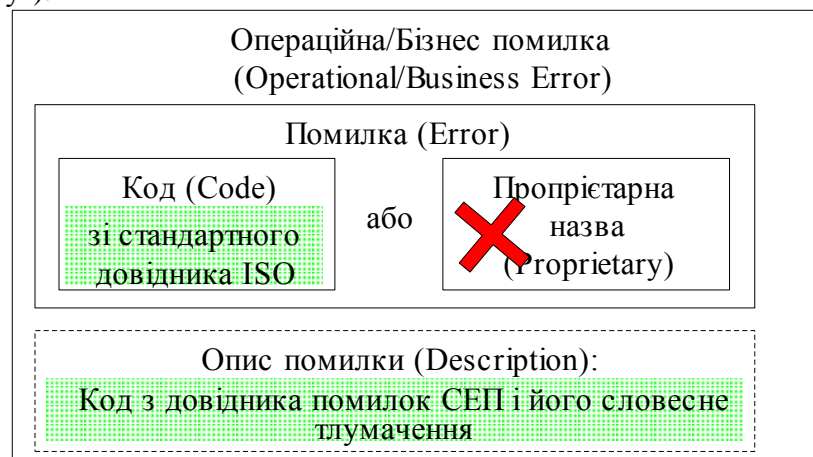 Операційна/Бізнес помилка
(Operational/Business Error)
Помилка (Error)
Код (Code)
зі стандартного
довідника ISO
або
Пропрієтарна
назва
(Proprietary)
Опис помилки (Description):
Код з довідника помилок СЕП і його словесне
тлумачення